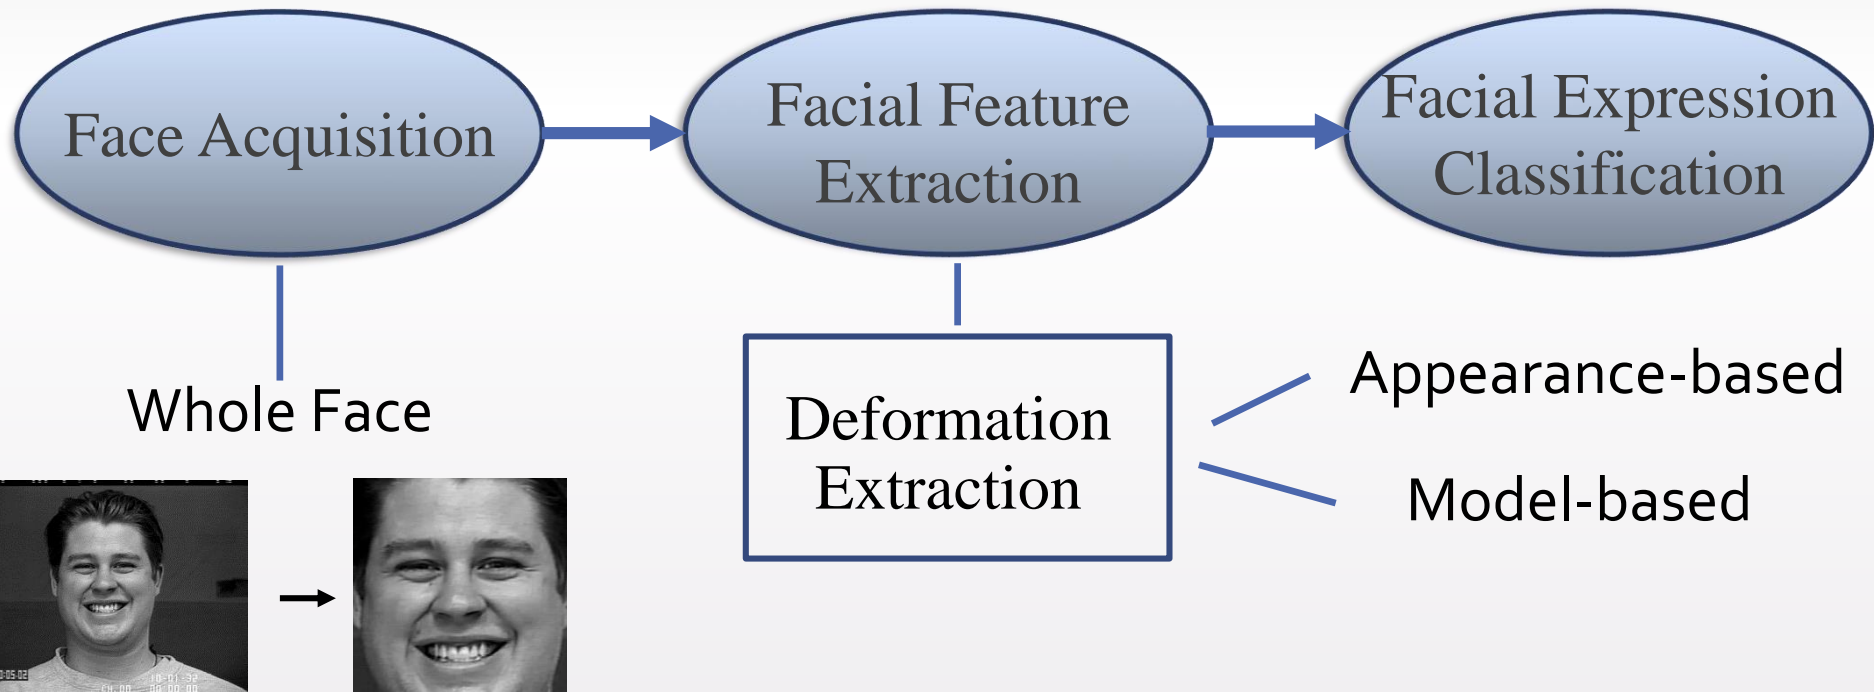 Face Acquisition
Facial Feature
Extraction
Facial Expression
Classification
Whole Face
Deformation
Extraction
Appearance-based
Model-based